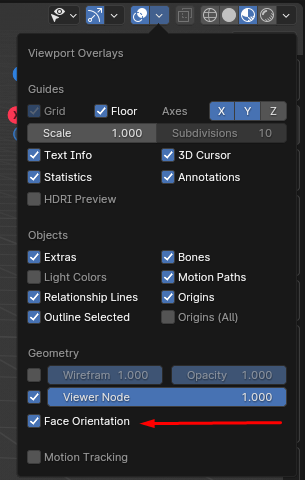 Viewport Overlays
Guides
Grid Floor Axes X Y Z
Scale 1.000 Subdivisions 10
Text Info 3D Cursor
Statistics Annotations
HDRI Preview
Objects
Extras Bones
Light Colors Motion Paths
Relationship Lines Origins
Outline Selected Origins (All)
Geometry
Wirefram 1.000 Opacity 1.000
Viewer Node 1.000
Face Orientation
Motion Tracking